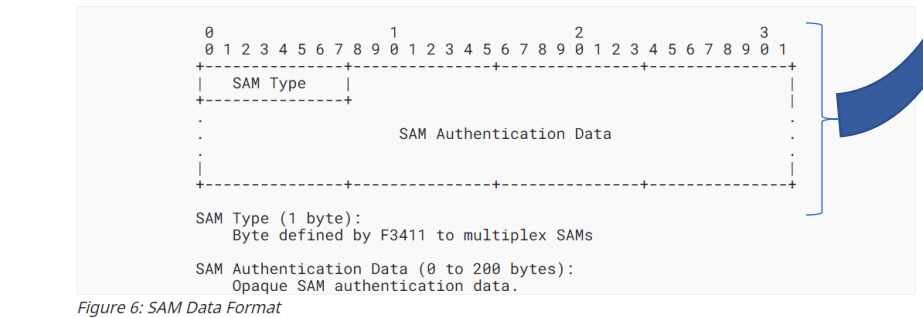 0                   1                   2                   3
0 1 2 3 4 5 6 7 8 9 0 1 2 3 4 5 6 7 8 9 0 1 2 3 4 5 6 7 8 9 0 1
SAM Type
SAM Authentication Data
SAM Type (1 byte):
Byte defined by F3411 to multiplex SAMs
SAM Authentication Data (0 to 200 bytes):
Opaque SAM authentication data.
Figure 6: SAM Data Format